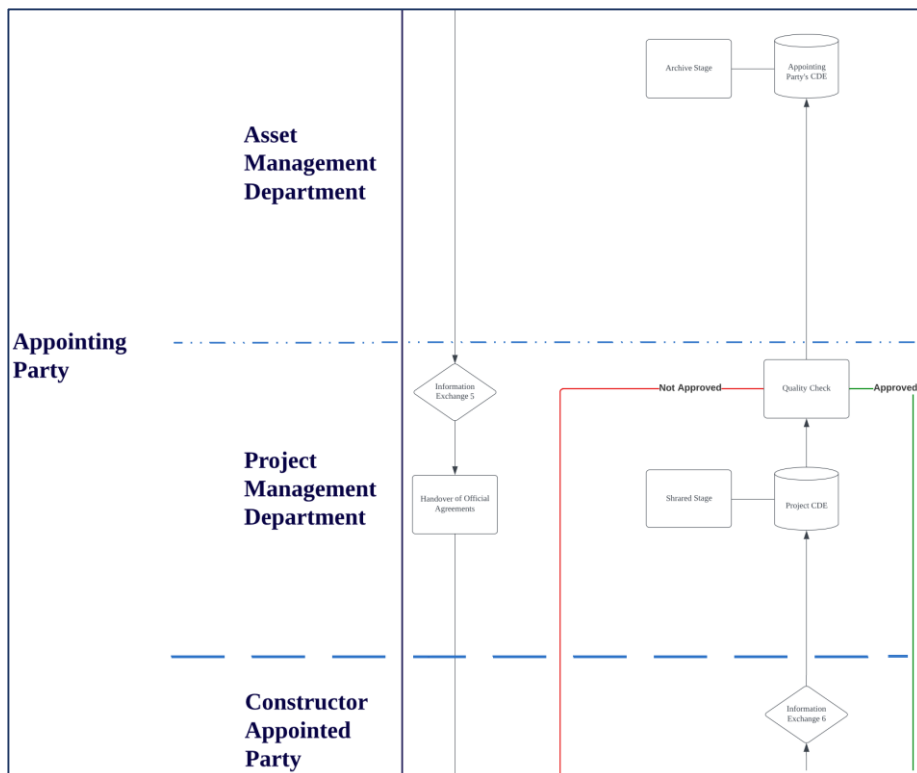 Archive Stage
Appointing
Party's CDE
Asset
Management
Department
Appointing
Party
Information
Exchange 5
Not Approved
Quality Check
Approved
Project
Management
Department
Handover of Official
Agreements
Shrared Stage
Project CDE
Constructor
Appointed
Party
Information
Exchange 6